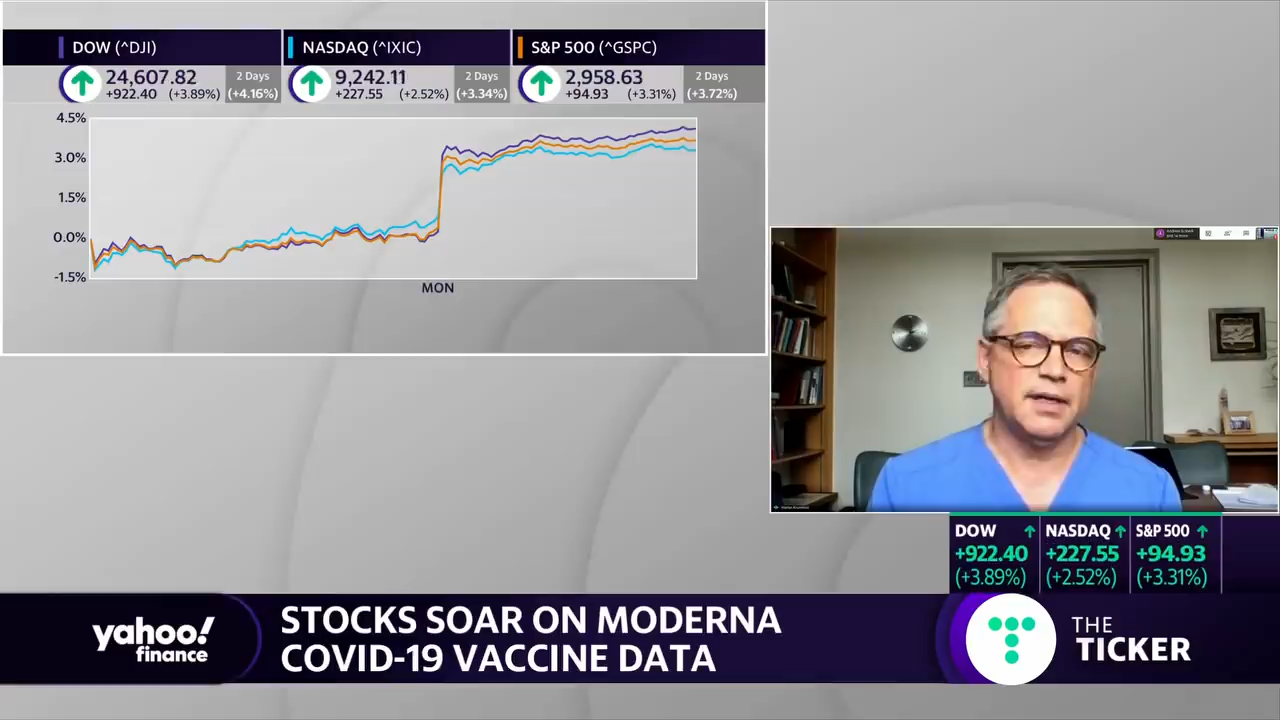 DOW (^DJI)
24,607.82
+922.40 (+3.89%)
2 Days
(+4.16%)
NASDAQ (^IXIC)
9,242.11
+227.55 (+2.52%)
2 Days
(+3.34%)
S&P 500 (^GSPC)
2,958.63
+94.93 (+3.31%)
2 Days
(+3.72%)
4.5%
3.0%
1.5%
0.0%
-1.5%
MON
DOW
+922.40
(+3.89%)
NASDAQ
+227.55
(+2.52%)
S&P 500
+94.93
(+3.31%)
yahoo!
finance
STOCKS SOAR ON MODERNA
COVID-19 VACCINE DATA
THE
TICKER